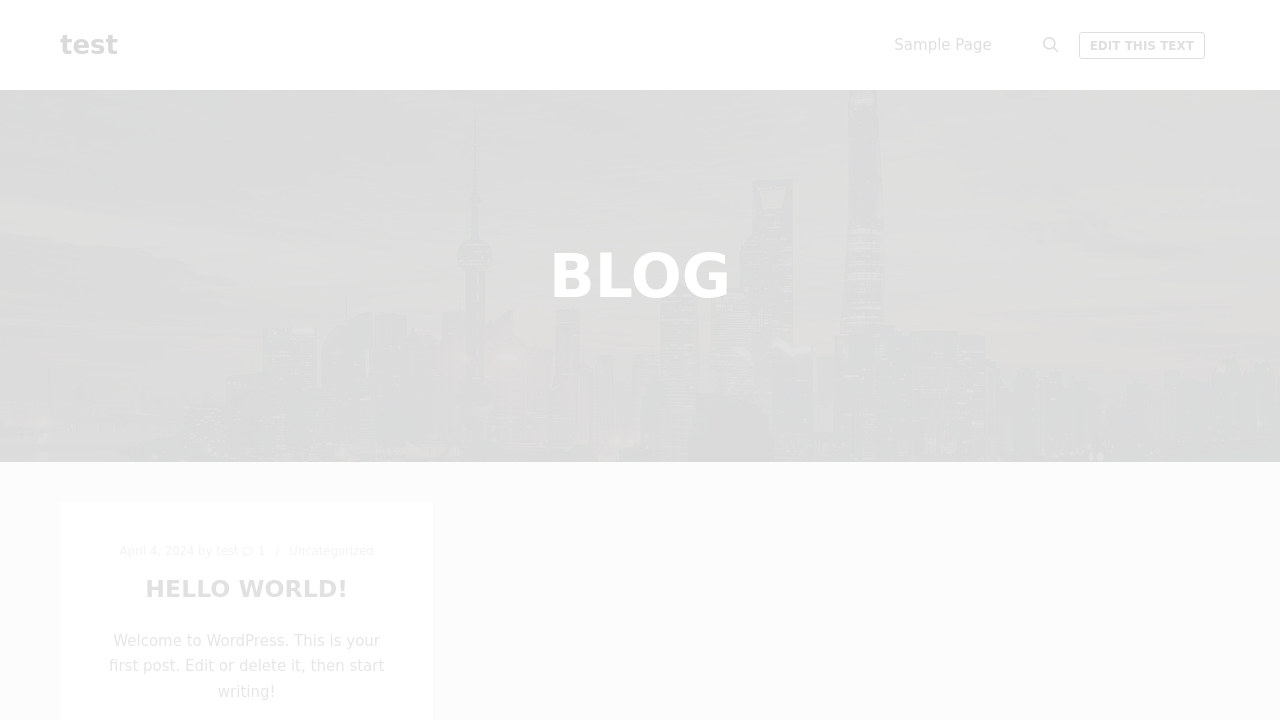 test
Sample Page
EDIT THIS TEXT
BLOG
April 4, 2024 by test 1 / Uncategorized
HELLO WORLD!
Welcome to WordPress. This is your
first post. Edit or delete it, then start
writing!